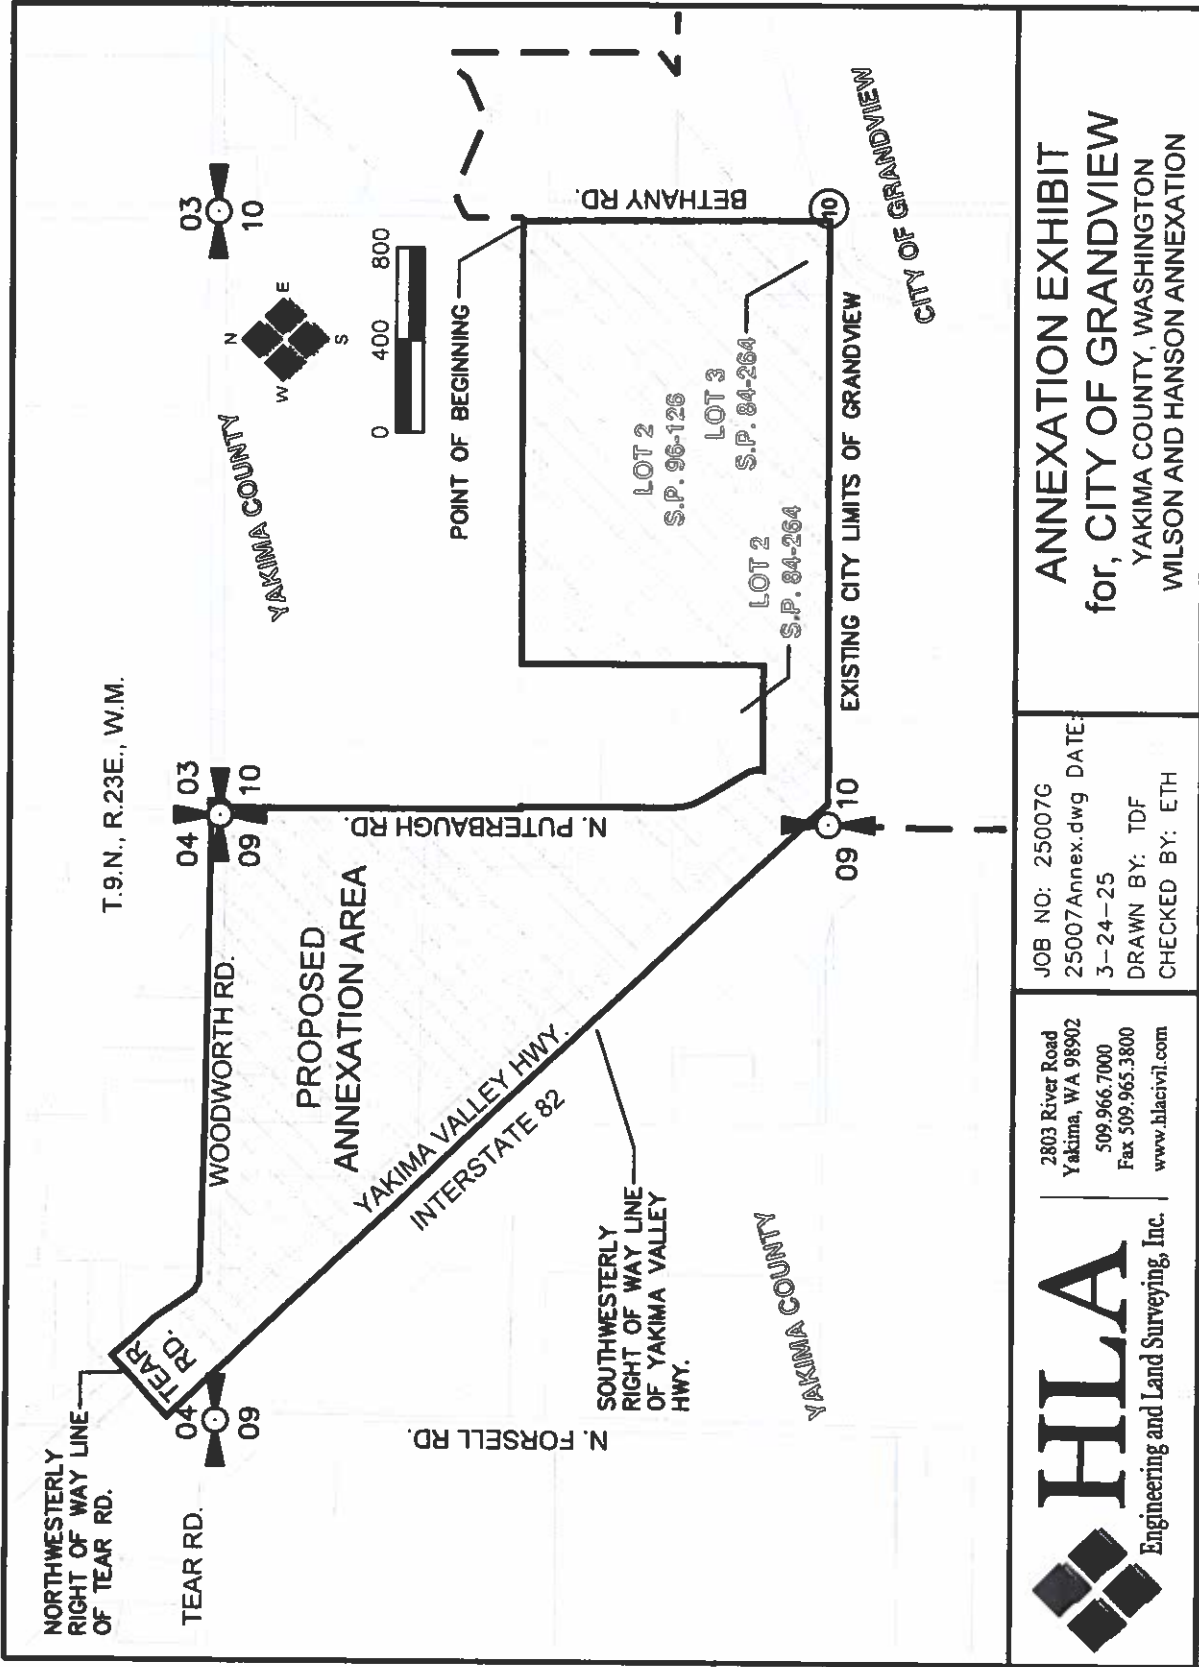 NORTHWESTERLY
RIGHT OF WAY LINE
OF TEAR RD.
TEAR RD.
TEAR
RD.
04
09
WOODWORTH RD.
T.9.N., R.23E., W.M.
04 03
09 10
03
10
YAKIMA COUNTY
N
W E
S
0 400 800
POINT OF BEGINNING
PROPOSED
ANNEXATION AREA
N. PUTERBAUGH RD.
BETHANY RD.
YAKIMA VALLEY HWY.
INTERSTATE 82
N. FORSELL RD.
SOUTHWESTERLY
RIGHT OF WAY LINE
OF YAKIMA VALLEY
HWY.
YAKIMA COUNTY
LOT 2
S.P. 96-126
LOT 3
S.P. 84-264
LOT 2
S.P. 84-264
10
09 10
EXISTING CITY LIMITS OF GRANDVIEW
CITY OF GRANDVIEW
HLA
Engineering and Land Surveying, Inc.
2803 River Road
Yakima, WA 98902
509.966.7000
Fax 509.965.3800
www.hlacivil.com
JOB NO: 25007G
25007Annex.dwg DATE:
3-24-25
DRAWN BY: TDF
CHECKED BY: ETH
ANNEXATION EXHIBIT
for, CITY OF GRANDVIEW
YAKIMA COUNTY, WASHINGTON
WILSON AND HANSON ANNEXATION